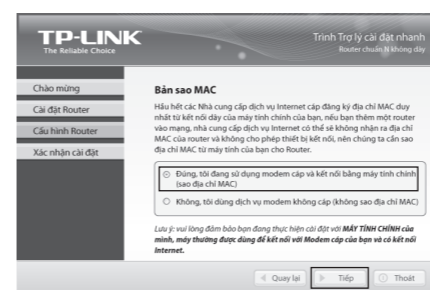 TP-LINK
The Reliable Choice
Trình Trợ lý cài đặt nhanh
Router chuẩn N không dây
Chào mừng
Cài đặt Router
Cấu hình Router
Xác nhận cài đặt
Bản sao MAC
Hầu hết các Nhà cung cấp dịch vụ Internet cáp đăng ký địa chỉ MAC duy
nhất từ kết nối dây của máy tính chính của bạn, nếu bạn thêm một router
vào mạng, nhà cung cấp dịch vụ Internet có thể sẽ không nhận ra địa chỉ
MAC của router và không cho phép thiết bị kết nối, nên chúng ta cần sao
địa chỉ MAC từ máy tính của bạn cho Router.
Đúng, tôi đang sử dụng modem cáp và kết nối bằng máy tính chính
(sao địa chỉ MAC)
Không, tôi dùng dịch vụ modem không cáp (không sao địa chỉ MAC)
Lưu ý: vui lòng đảm bảo bạn đang thực hiện cài đặt với MÁY TÍNH CHÍNH của
mình, máy thường được dùng để kết nối với Modem cáp của bạn và có kết nối
Internet.
Quay lại
Tiếp
Thoát